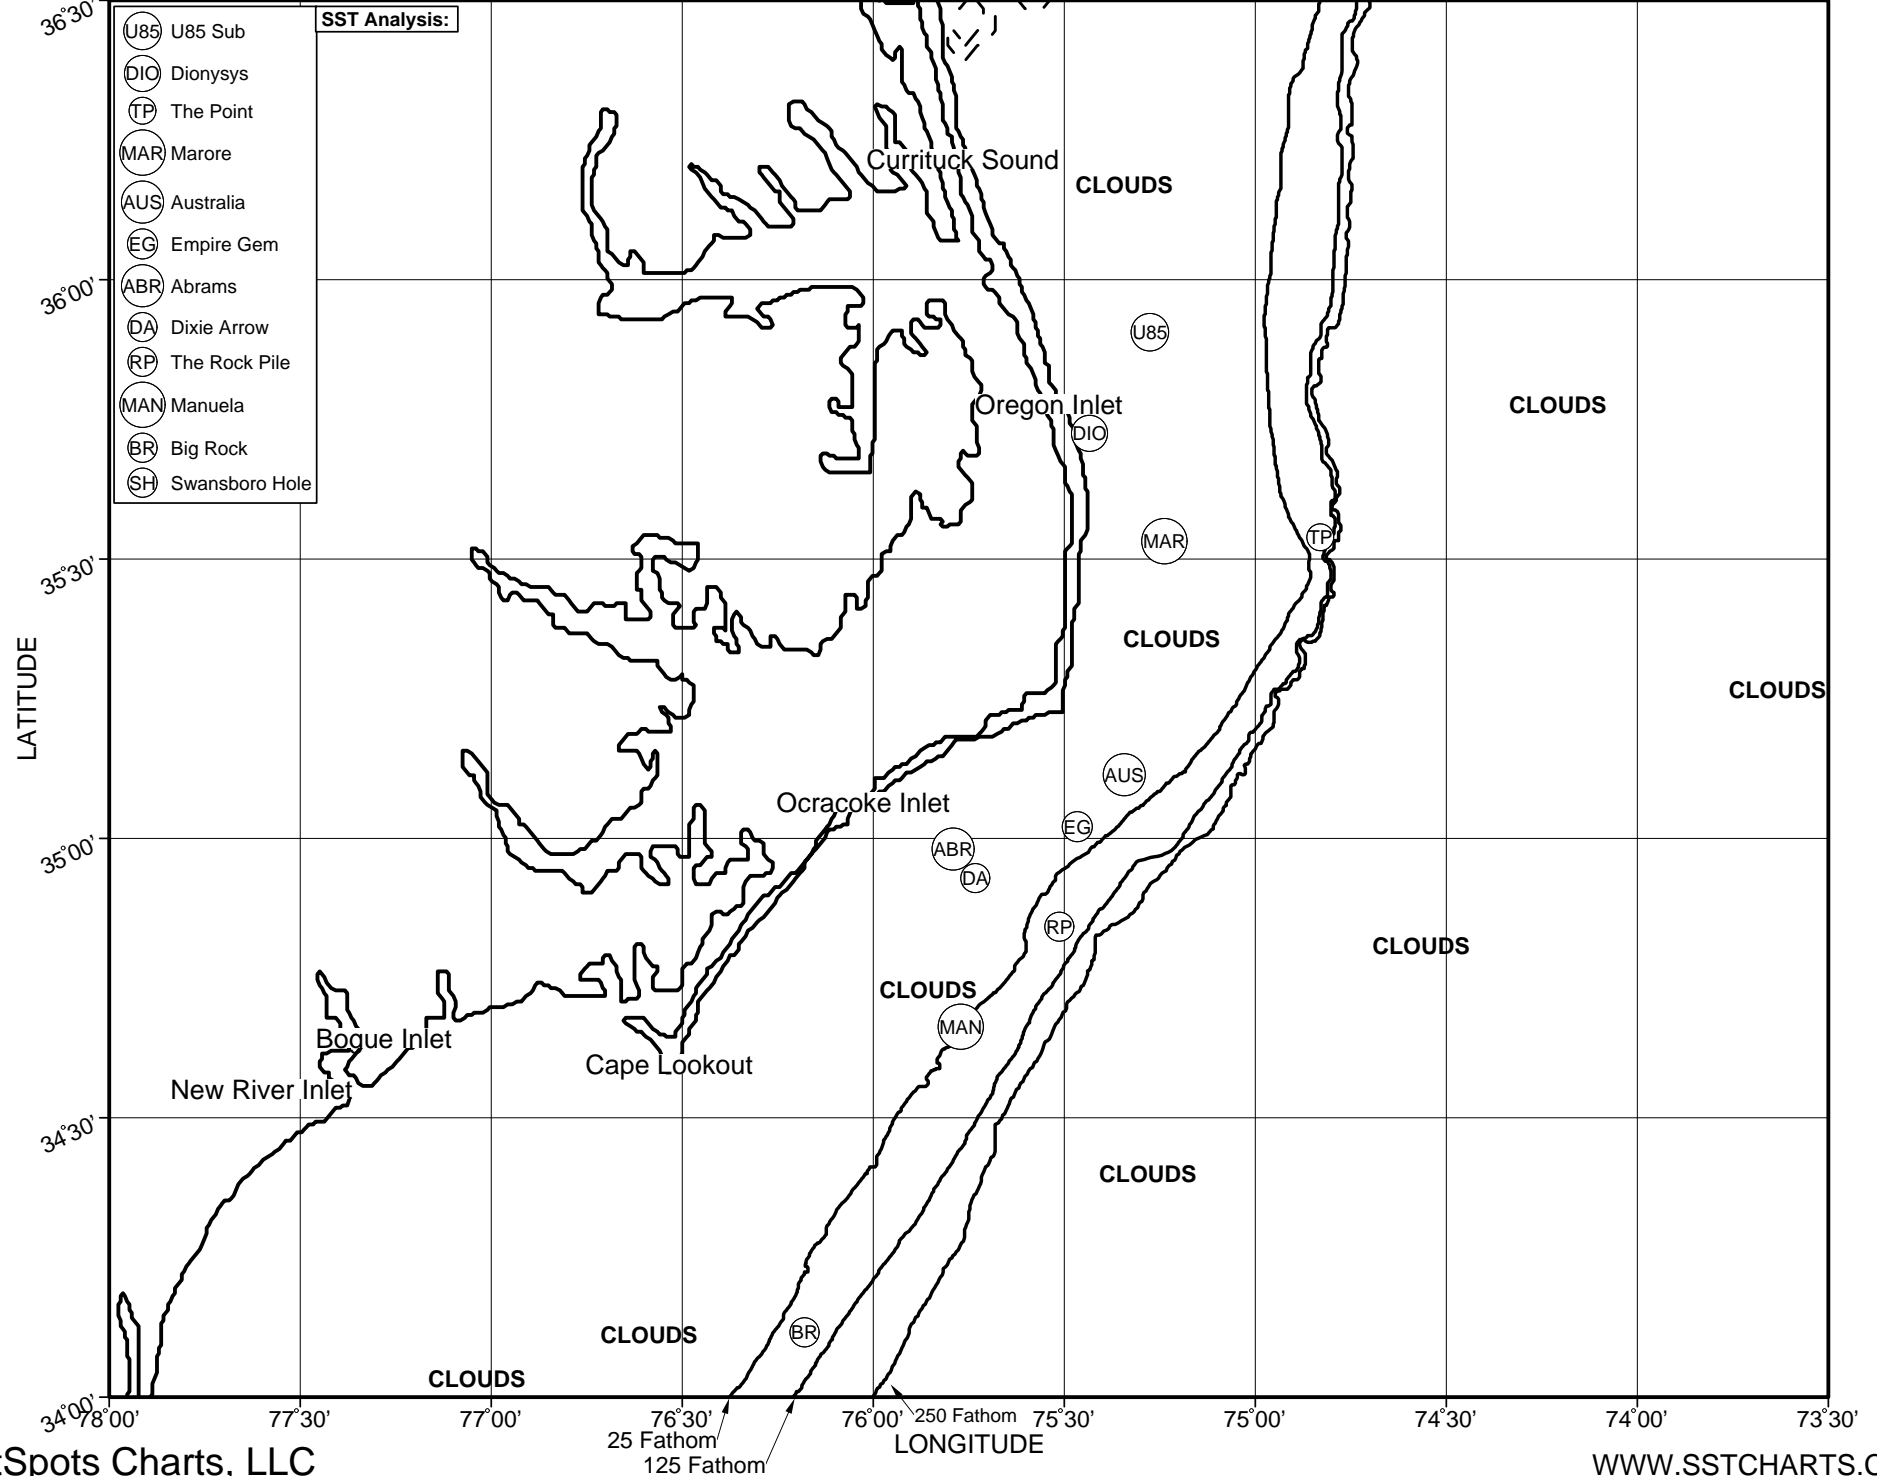 36°30'
U85 U85 Sub
DIO Dionysys
TP The Point
MAR Marore
AUS Australia
EG Empire Gem
ABR Abrams
DA Dixie Arrow
RP The Rock Pile
MAN Manuela
BR Big Rock
SH Swansboro Hole
SST Analysis:
Currituck Sound
CLOUDS
36°00'
U85
Oregon Inlet
CLOUDS
DIO
TP
MAR
35°30'
CLOUDS
LATITUDE
CLOUDS
AUS
Ocracoke Inlet
EG
35°00'
ABR
DA
RP
CLOUDS
CLOUDS
MAN
Bogue Inlet
Cape Lookout
New River Inlet
34°30'
CLOUDS
BR
CLOUDS
CLOUDS
34°00'
78°00' 77°30' 77°00' 76°30' 76°00' 75°30' 75°00' 74°30' 74°00' 73°30'
250 Fathom
25 Fathom
LONGITUDE
125 Fathom
Spots Charts, LLC
WWW.SSTCHARTS.C